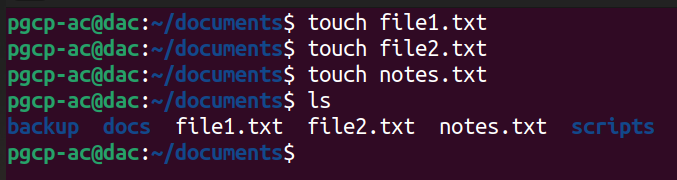 pgcp-ac@dac:~/documents$ touch file1.txt
pgcp-ac@dac:~/documents$ touch file2.txt
pgcp-ac@dac:~/documents$ touch notes.txt
pgcp-ac@dac:~/documents$ ls
backup  docs  file1.txt  file2.txt  notes.txt  scripts
pgcp-ac@dac:~/documents$